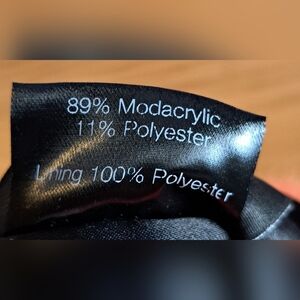 89% Modacrylic
11% Polyester
Lining 100% Polyester